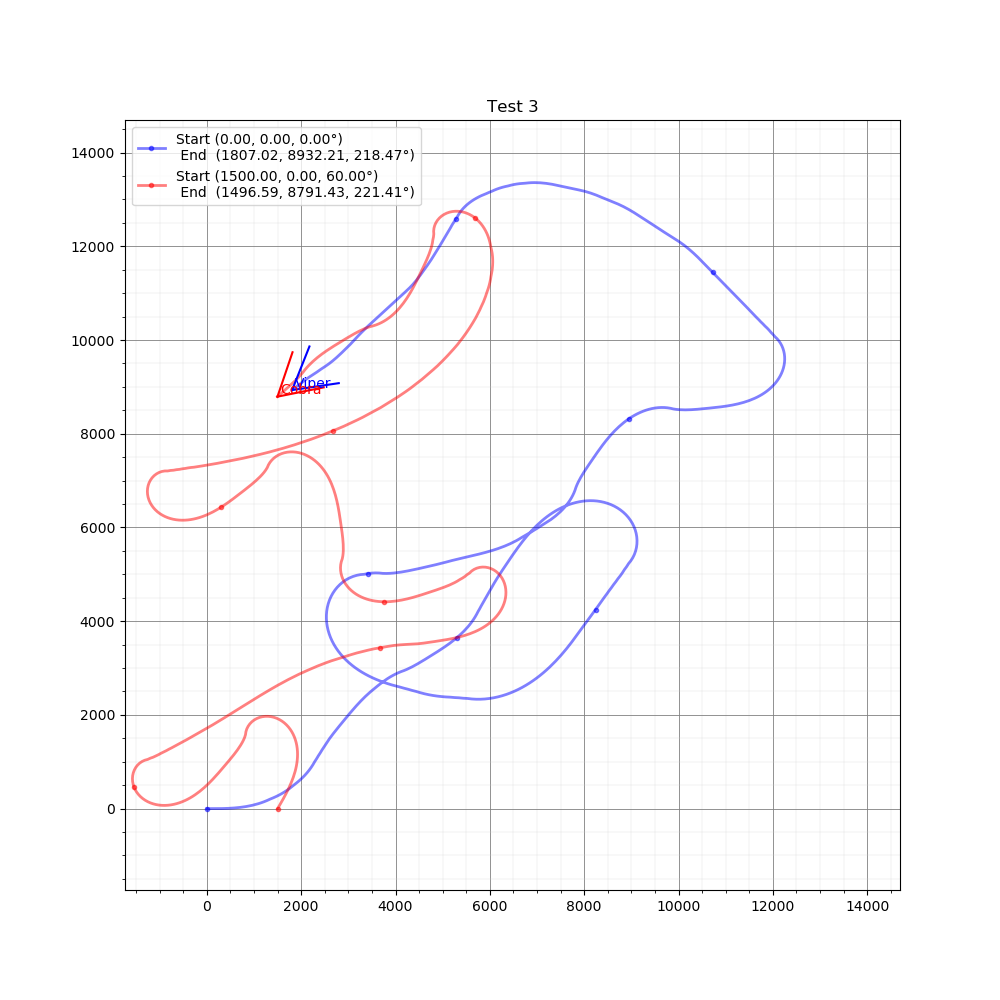 Test 3
Start (0.00, 0.00, 0.00°)
End (1807.02, 8932.21, 218.47°)
Start (1500.00, 0.00, 60.00°)
End (1496.59, 8791.43, 221.41°)
14000
12000
10000
8000
6000
4000
2000
0
Viper
Cobra
0 2000 4000 6000 8000 10000 12000 14000